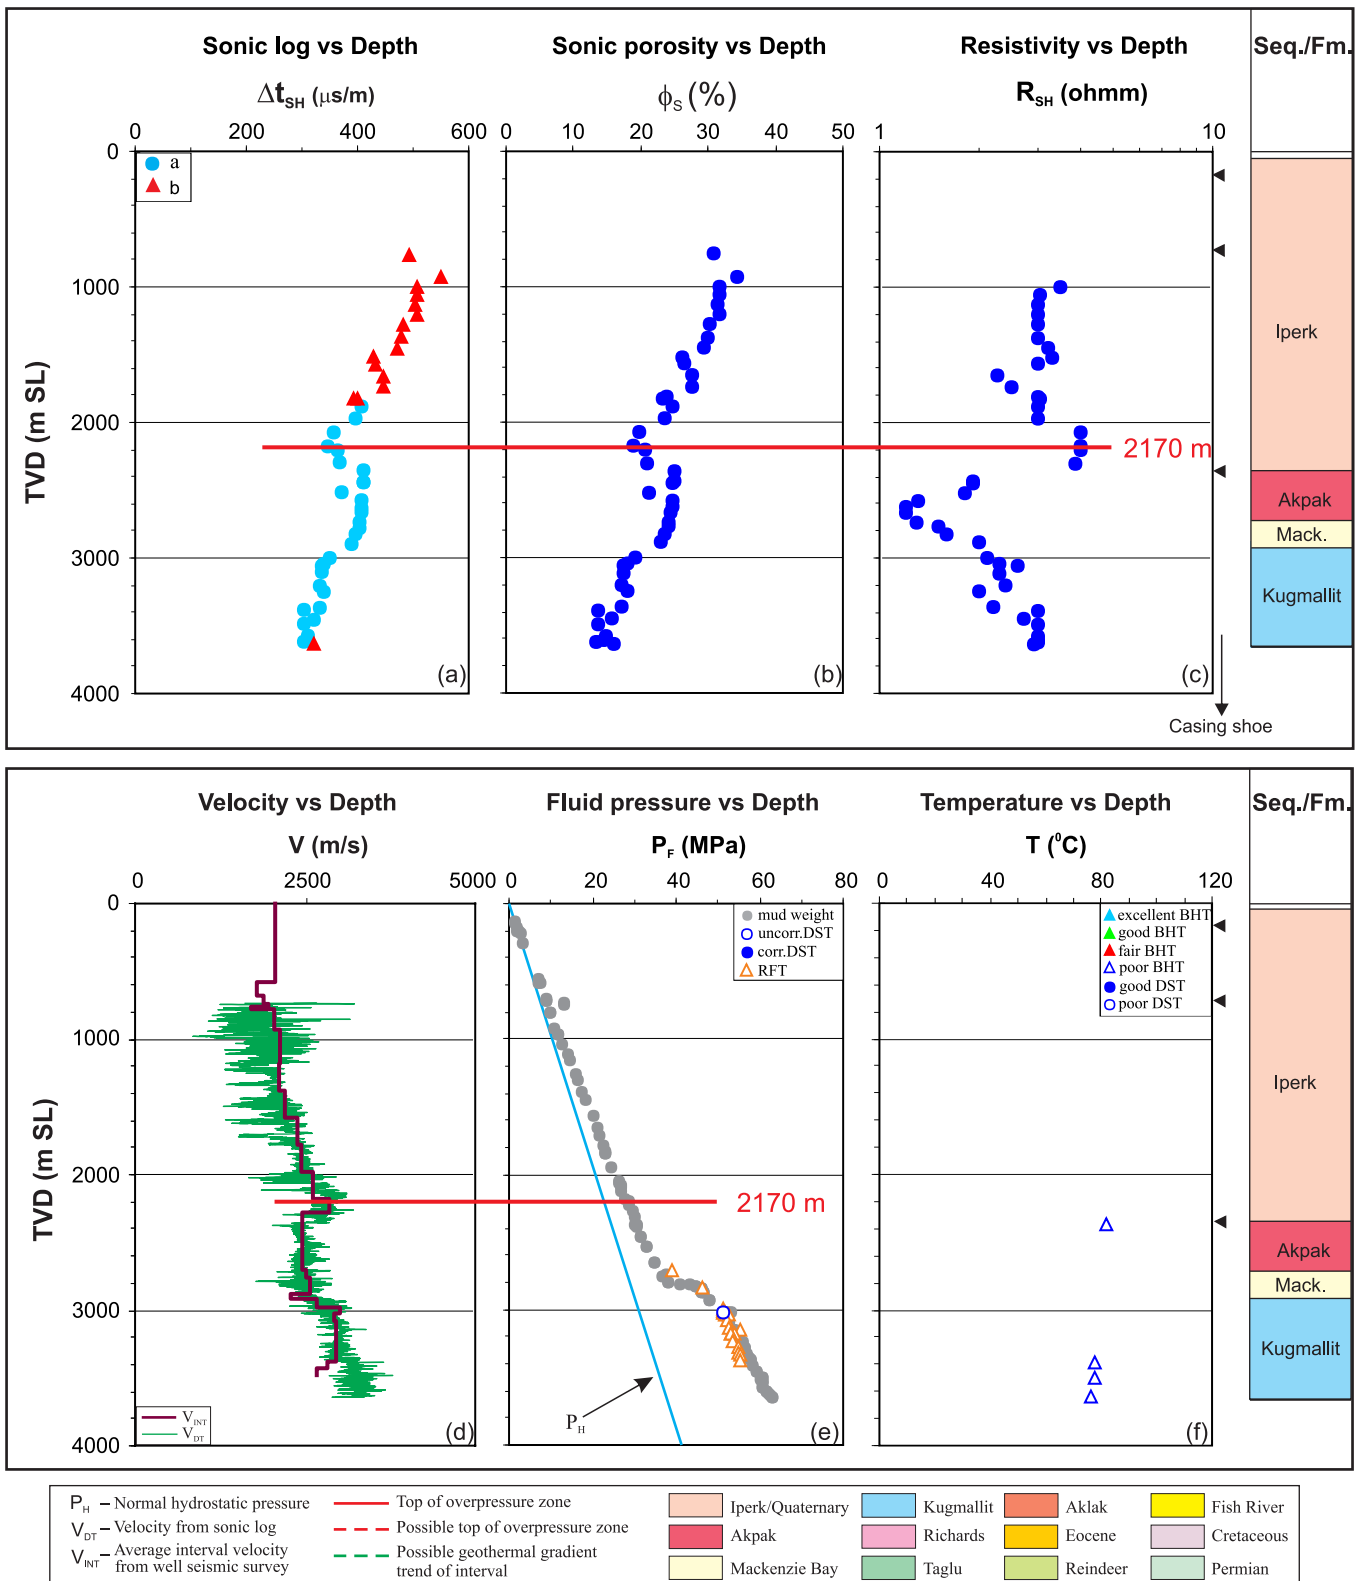 Sonic log vs Depth
Sonic porosity vs Depth
Resistivity vs Depth
Seq./Fm.
Δt_SH (μs/m)
ϕ_S (%)
R_SH (ohmm)
0 200 400 600
0 10 20 30 40 50
1 10
0
1000
2000
3000
4000
TVD (m SL)
a
b
2170 m
(a)
(b)
(c)
Iperk
Akpak
Mack.
Kugmallit
Casing shoe
Velocity vs Depth
Fluid pressure vs Depth
Temperature vs Depth
Seq./Fm.
V (m/s)
P_F (MPa)
T (⁰C)
0 2500 5000
0 20 40 60 80
0 40 80 120
0
1000
2000
3000
4000
TVD (m SL)
mud weight
uncorr.DST
corr.DST
RFT
excellent BHT
good BHT
fair BHT
poor BHT
good DST
poor DST
2170 m
P_H
V_INT
V_DT
(d)
(e)
(f)
Iperk
Akpak
Mack.
Kugmallit
P_H – Normal hydrostatic pressure
V_DT – Velocity from sonic log
V_INT – Average interval velocity
from well seismic survey
Top of overpressure zone
Possible top of overpressure zone
Possible geothermal gradient
trend of interval
Iperk/Quaternary
Kugmallit
Aklak
Fish River
Akpak
Richards
Eocene
Cretaceous
Mackenzie Bay
Taglu
Reindeer
Permian